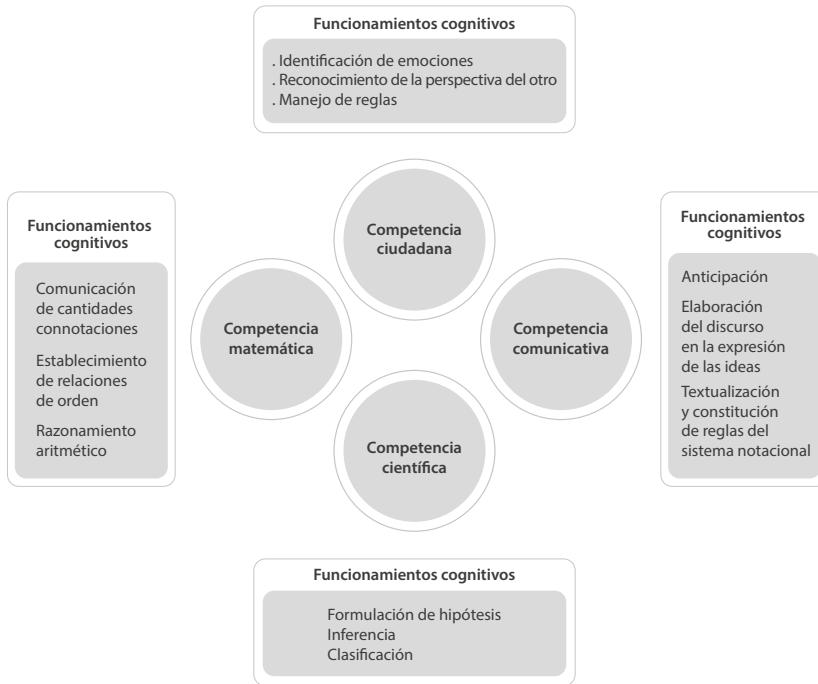 Funcionamientos cognitivos
. Identificación de emociones
. Reconocimiento de la perspectiva del otro
. Manejo de reglas
Funcionamientos
cognitivos
Comunicación
de cantidades
connotaciones
Establecimiento
de relaciones
de orden
Razonamiento
aritmético
Competencia
ciudadana
Competencia
matemática
Competencia
comunicativa
Competencia
científica
Funcionamientos
cognitivos
Anticipación
Elaboración
del discurso
en la expresión
de las ideas
Textualización
y constitución
de reglas del
sistema notacional
Funcionamientos cognitivos
Formulación de hipótesis
Inferencia
Clasificación